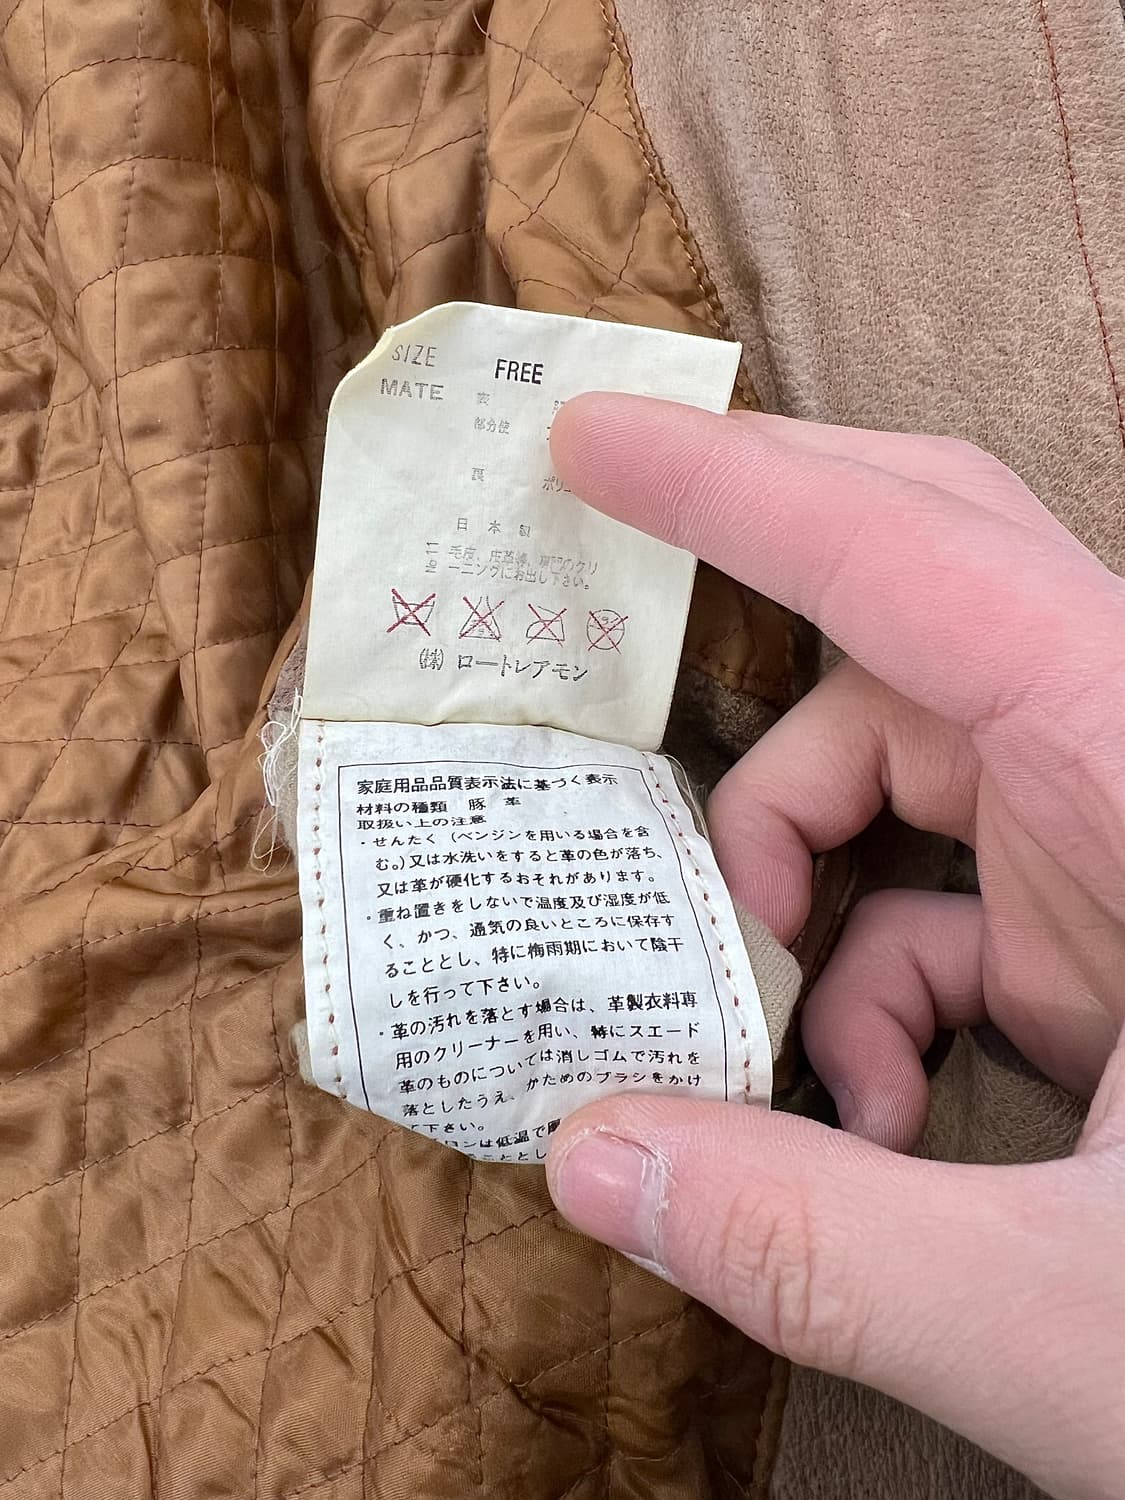 SIZE FREE
MATE 表
部分使
裏 ポリー
日本製
毛皮、皮革
ーニングにお出し下さい。
㈱ ロートレアモン
家庭用品品質表示法に基づく表示
材料の種類 豚 革
取扱い上の注意
・せんたく（ベンジンを用いる場合を含
む。）又は水洗いをすると革の色が落ち、
又は革が硬化するおそれがあります。
・重ね置きをしないで温度及び湿度が低
く、かつ、通気の良いところに保存す
ることとし、特に梅雨期において陰干
しを行って下さい。
・革の汚れを落とす場合は、革製衣料専
用のクリーナーを用い、特にスエード
革のものについては消しゴムで汚れを
落としたうえ、かためのブラシをかけ
て下さい。
ロンは低温で
ことと